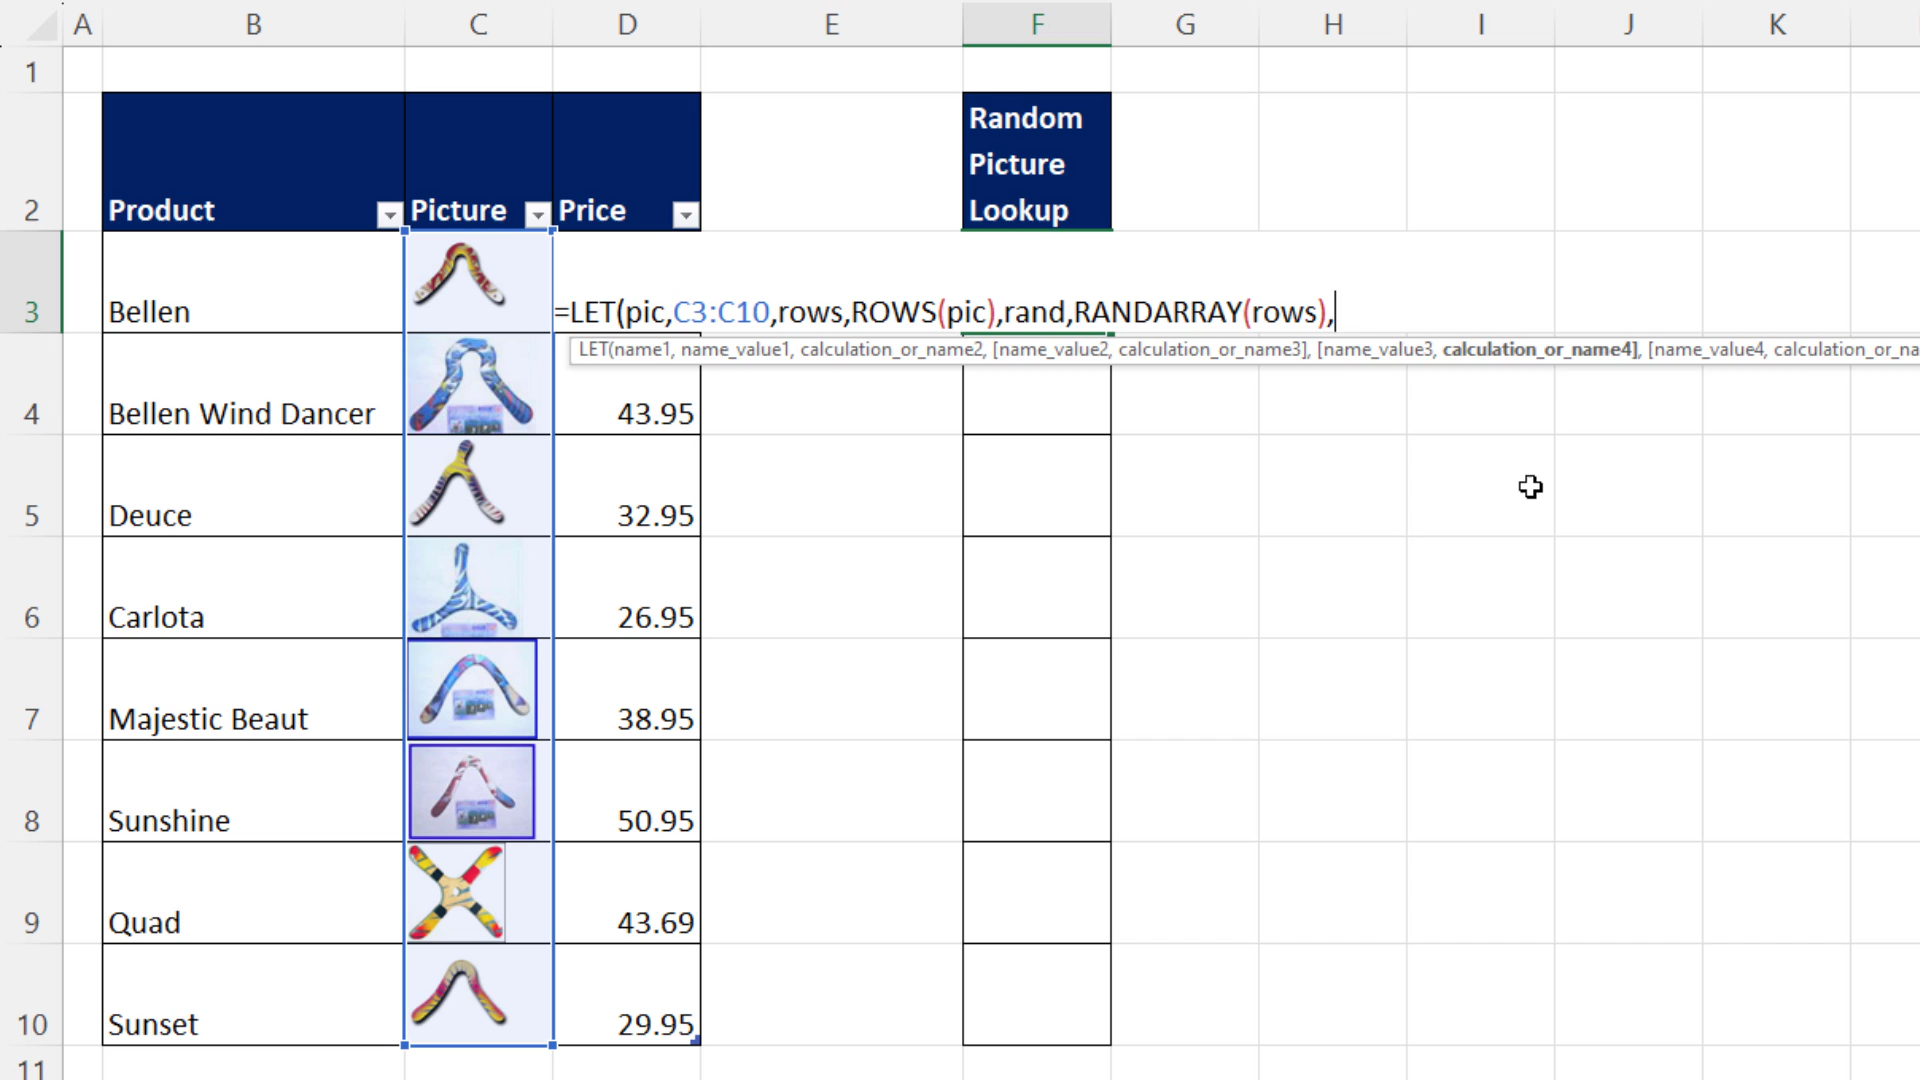 A B C D E F G H I J K
1
Random
Picture
2 Product Picture Price Lookup
3 Bellen =LET(pic,C3:C10,rows,ROWS(pic),rand,RANDARRAY(rows),
LET(name1, name_value1, calculation_or_name2, [name_value2, calculation_or_name3], [name_value3, calculation_or_name4], [name_value4, calculation_or_na
4 Bellen Wind Dancer 43.95
5 Deuce 32.95
6 Carlota 26.95
7 Majestic Beaut 38.95
8 Sunshine 50.95
9 Quad 43.69
10 Sunset 29.95
11